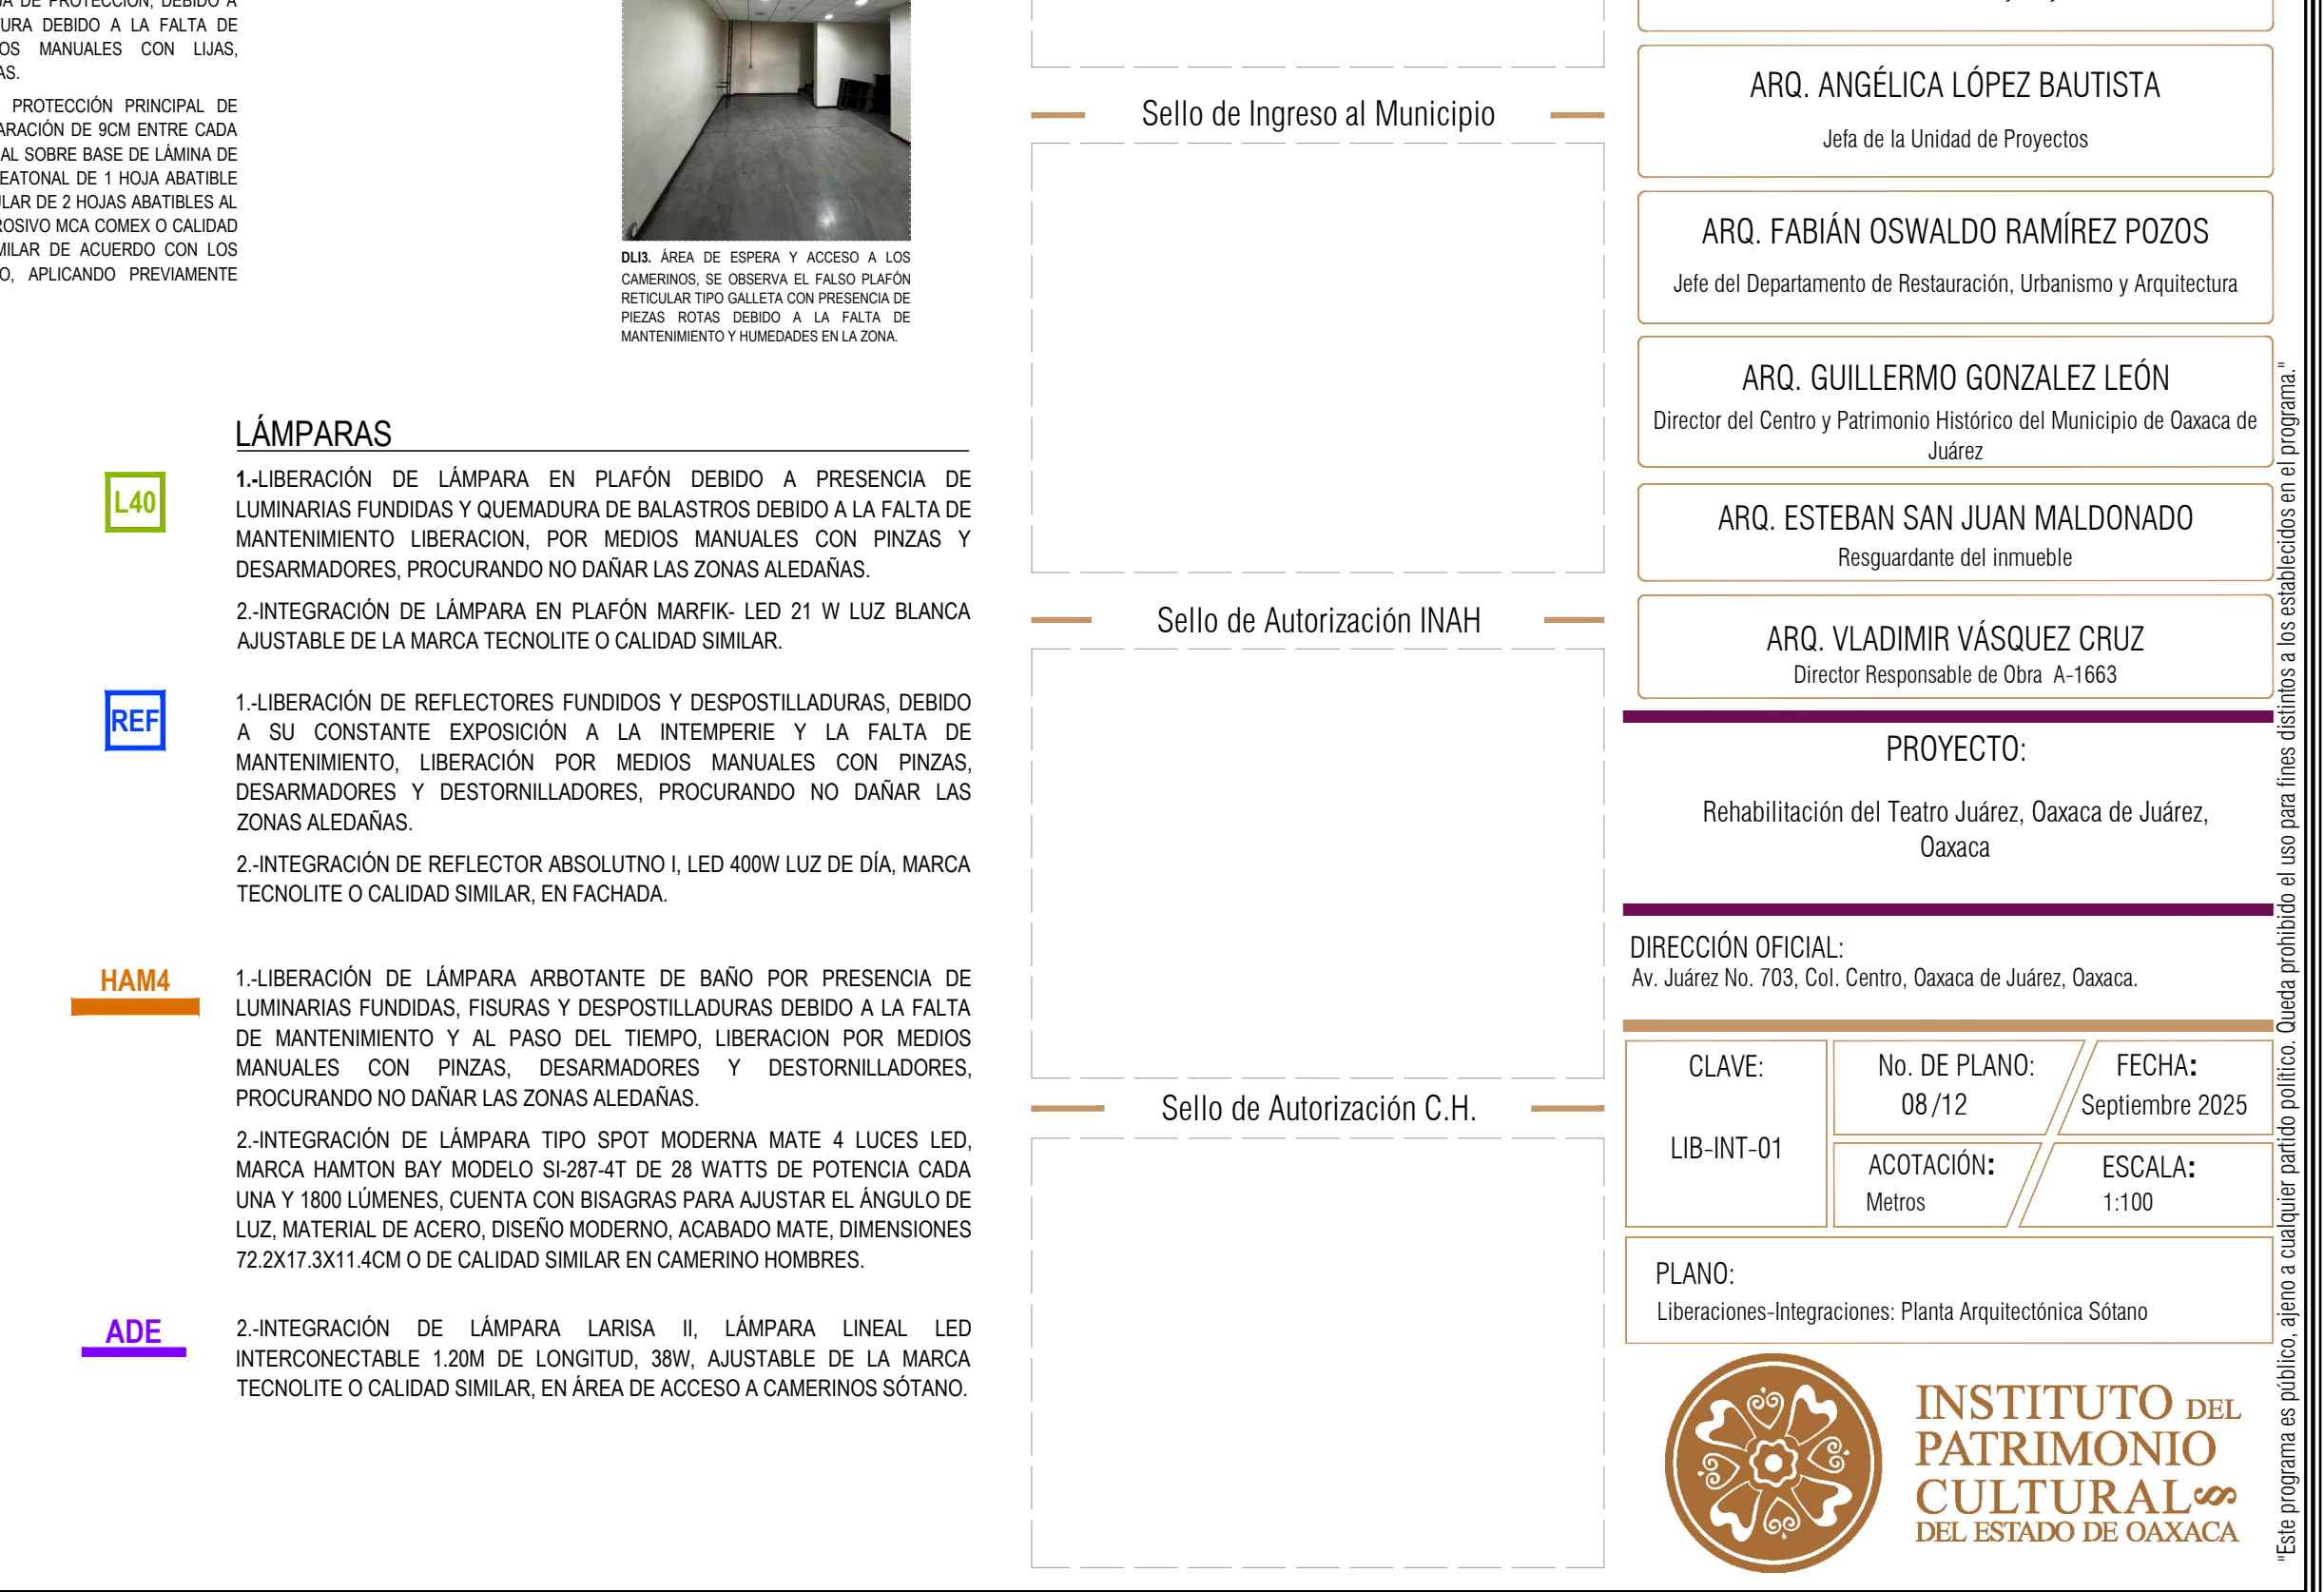 URA DEBIDO A LA FALTA DE
OS MANUALES CON LIJAS,
AS.
PROTECCIÓN PRINCIPAL DE
ARACIÓN DE 9CM ENTRE CADA
AL SOBRE BASE DE LÁMINA DE
EATONAL DE 1 HOJA ABATIBLE
LAR DE 2 HOJAS ABATIBLES AL
ROSIVO MCA COMEX O CALIDAD
MILAR DE ACUERDO CON LOS
O, APLICANDO PREVIAMENTE
DLI3. ÁREA DE ESPERA Y ACCESO A LOS
CAMERINOS, SE OBSERVA EL FALSO PLAFÓN
RETICULAR TIPO GALLETA CON PRESENCIA DE
PIEZAS ROTAS DEBIDO A LA FALTA DE
MANTENIMIENTO Y HUMEDADES EN LA ZONA.
LÁMPARAS
L40
1.-LIBERACIÓN DE LÁMPARA EN PLAFÓN DEBIDO A PRESENCIA DE
LUMINARIAS FUNDIDAS Y QUEMADURA DE BALASTROS DEBIDO A LA FALTA DE
MANTENIMIENTO LIBERACION, POR MEDIOS MANUALES CON PINZAS Y
DESARMADORES, PROCURANDO NO DAÑAR LAS ZONAS ALEDAÑAS.
2.-INTEGRACIÓN DE LÁMPARA EN PLAFÓN MARFIK- LED 21 W LUZ BLANCA
AJUSTABLE DE LA MARCA TECNOLITE O CALIDAD SIMILAR.
REF
1.-LIBERACIÓN DE REFLECTORES FUNDIDOS Y DESPOSTILLADURAS, DEBIDO
A SU CONSTANTE EXPOSICIÓN A LA INTEMPERIE Y LA FALTA DE
MANTENIMIENTO, LIBERACIÓN POR MEDIOS MANUALES CON PINZAS,
DESARMADORES Y DESTORNILLADORES, PROCURANDO NO DAÑAR LAS
ZONAS ALEDAÑAS.
2.-INTEGRACIÓN DE REFLECTOR ABSOLUTNO I, LED 400W LUZ DE DÍA, MARCA
TECNOLITE O CALIDAD SIMILAR, EN FACHADA.
HAM4
1.-LIBERACIÓN DE LÁMPARA ARBOTANTE DE BAÑO POR PRESENCIA DE
LUMINARIAS FUNDIDAS, FISURAS Y DESPOSTILLADURAS DEBIDO A LA FALTA
DE MANTENIMIENTO Y AL PASO DEL TIEMPO, LIBERACION POR MEDIOS
MANUALES CON PINZAS, DESARMADORES Y DESTORNILLADORES,
PROCURANDO NO DAÑAR LAS ZONAS ALEDAÑAS.
2.-INTEGRACIÓN DE LÁMPARA TIPO SPOT MODERNA MATE 4 LUCES LED,
MARCA HAMTON BAY MODELO SI-287-4T DE 28 WATTS DE POTENCIA CADA
UNA Y 1800 LÚMENES, CUENTA CON BISAGRAS PARA AJUSTAR EL ÁNGULO DE
LUZ, MATERIAL DE ACERO, DISEÑO MODERNO, ACABADO MATE, DIMENSIONES
72.2X17.3X11.4CM O DE CALIDAD SIMILAR EN CAMERINO HOMBRES.
ADE
2.-INTEGRACIÓN DE LÁMPARA LARISA II, LÁMPARA LINEAL LED
INTERCONECTABLE 1.20M DE LONGITUD, 38W, AJUSTABLE DE LA MARCA
TECNOLITE O CALIDAD SIMILAR, EN ÁREA DE ACCESO A CAMERINOS SÓTANO.
Sello de Ingreso al Municipio
Sello de Autorización INAH
Sello de Autorización C.H.
ARQ. ANGÉLICA LÓPEZ BAUTISTA
Jefa de la Unidad de Proyectos
ARQ. FABIÁN OSWALDO RAMÍREZ POZOS
Jefe del Departamento de Restauración, Urbanismo y Arquitectura
ARQ. GUILLERMO GONZALEZ LEÓN
Director del Centro y Patrimonio Histórico del Municipio de Oaxaca de
Juárez
ARQ. ESTEBAN SAN JUAN MALDONADO
Resguardante del inmueble
ARQ. VLADIMIR VÁSQUEZ CRUZ
Director Responsable de Obra A-1663
PROYECTO:
Rehabilitación del Teatro Juárez, Oaxaca de Juárez,
Oaxaca
DIRECCIÓN OFICIAL:
Av. Juárez No. 703, Col. Centro, Oaxaca de Juárez, Oaxaca.
CLAVE:
LIB-INT-01
No. DE PLANO:
08/12
FECHA:
Septiembre 2025
ACOTACIÓN:
Metros
ESCALA:
1:100
PLANO:
Liberaciones-Integraciones: Planta Arquitectónica Sótano
INSTITUTO DEL
PATRIMONIO
CULTURAL
DEL ESTADO DE OAXACA
"Este programa es público, ajeno a cualquier partido político. Queda prohibido el uso para fines distintos a los establecidos en el programa."